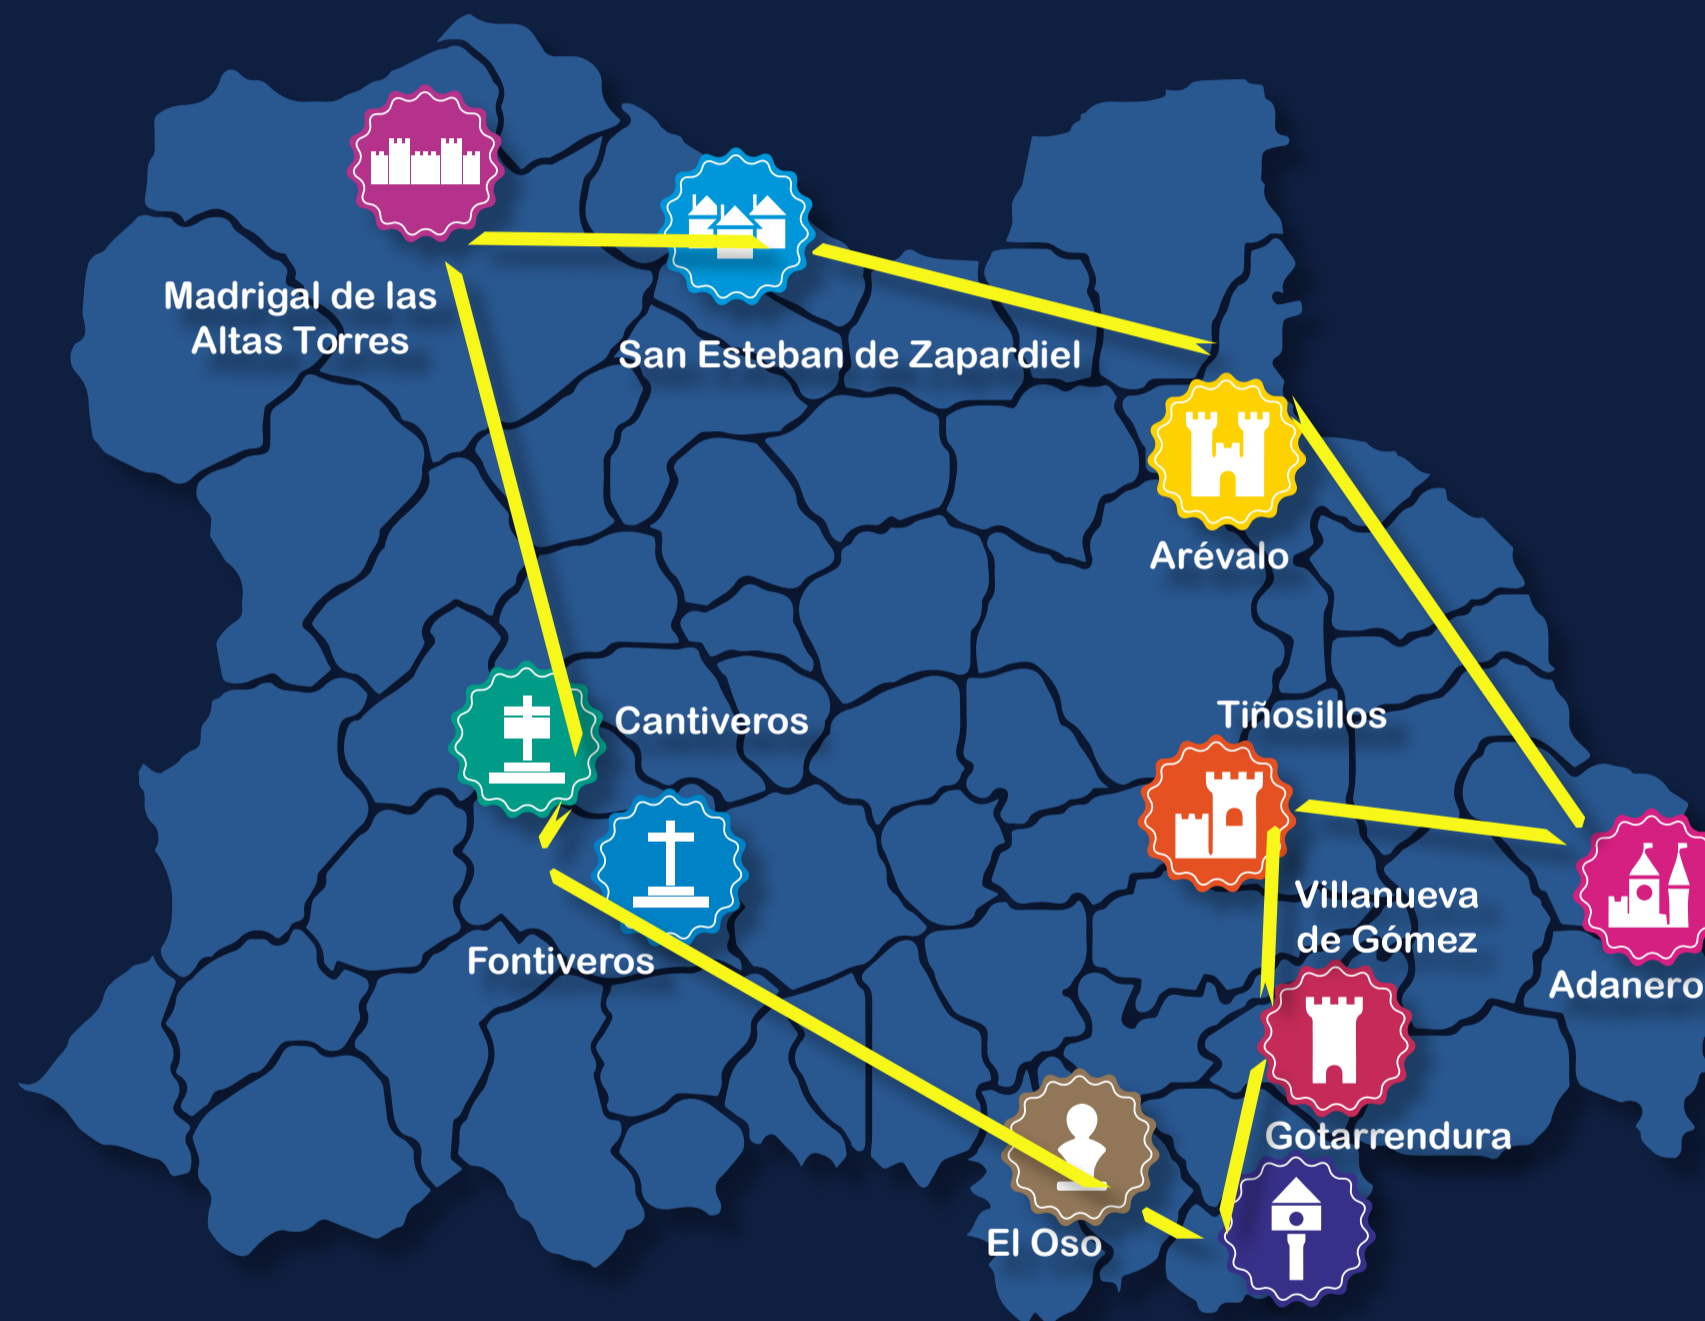 Madrigal de las
Altas Torres
San Esteban de Zapardiel
Arévalo
Cantiveros
Tiñosillos
Villanueva
de Gómez
Fontiveros
Adanero
Gotarrendura
El Oso